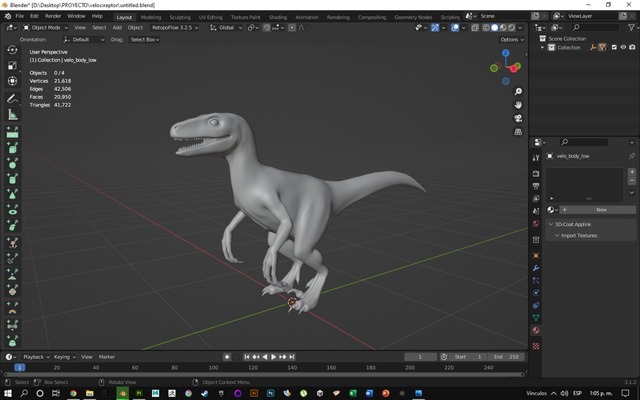 Blender* [D:\Desktop\PROYECTO\velociraptor\untitled.blend]
File Edit Render Window Help Layout Modeling Sculpting UV Editing Texture Paint Shading Animation Rendering Compositing Geometry Nodes Scripting Scene ViewLayer
Object Mode View Select Add Object RetopoFlow 3.2.5 Global
Orientation: Default Drag: Select Box Options
User Perspective
(1) Collection | velo_body_low
Objects 0 / 4
Vertices 21,618
Edges 42,506
Faces 20,950
Triangles 41,722
Scene Collection
Collection
velo_body_low
New
3D-Coat Applink
Import Textures:
Playback Keying View Marker 1 Start 1 End 250
1 20 40 60 80 100 120 140 160 180 200 220 240
Select Box Select Rotate View Object Context Menu
Vínculos ESP 1:05 p. m.